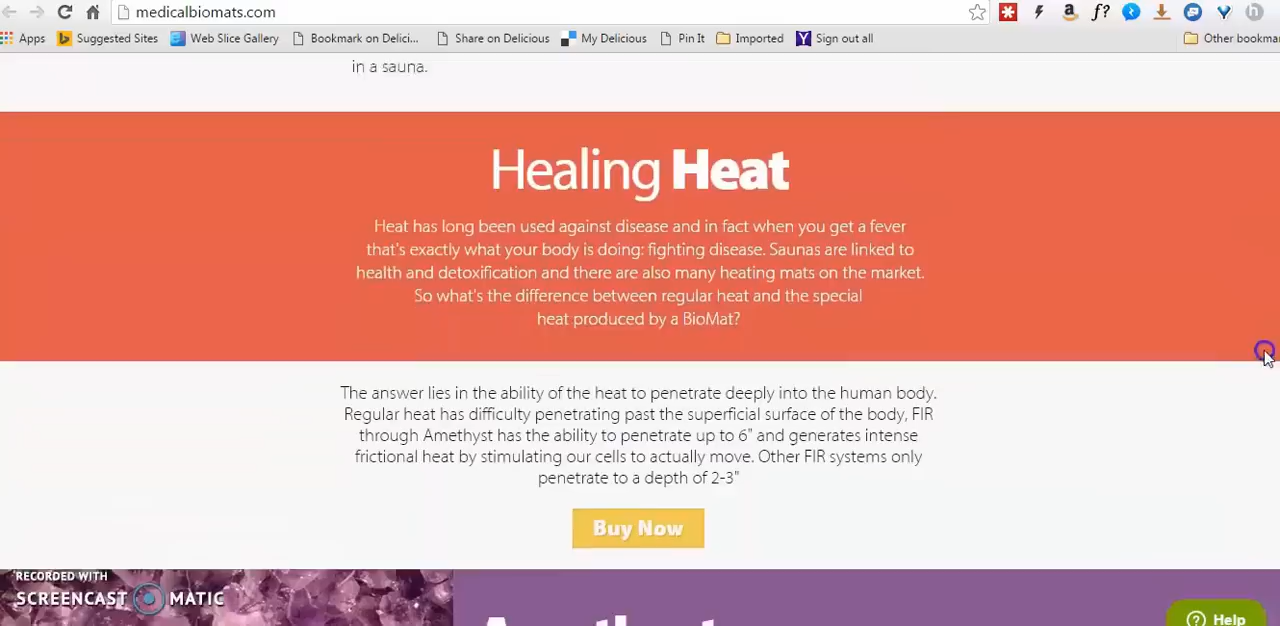 medicalbiomats.com
f?
Apps Suggested Sites Web Slice Gallery Bookmark on Delici... Share on Delicious My Delicious Pin It Imported Sign out all Other bookma
in a sauna.
Healing Heat
Heat has long been used against disease and in fact when you get a fever
that's exactly what your body is doing: fighting disease. Saunas are linked to
health and detoxification and there are also many heating mats on the market.
So what's the difference between regular heat and the special
heat produced by a BioMat?
The answer lies in the ability of the heat to penetrate deeply into the human body.
Regular heat has difficulty penetrating past the superficial surface of the body, FIR
through Amethyst has the ability to penetrate up to 6" and generates intense
frictional heat by stimulating our cells to actually move. Other FIR systems only
penetrate to a depth of 2-3"
Buy Now
RECORDED WITH
SCREENCAST MATIC
Help